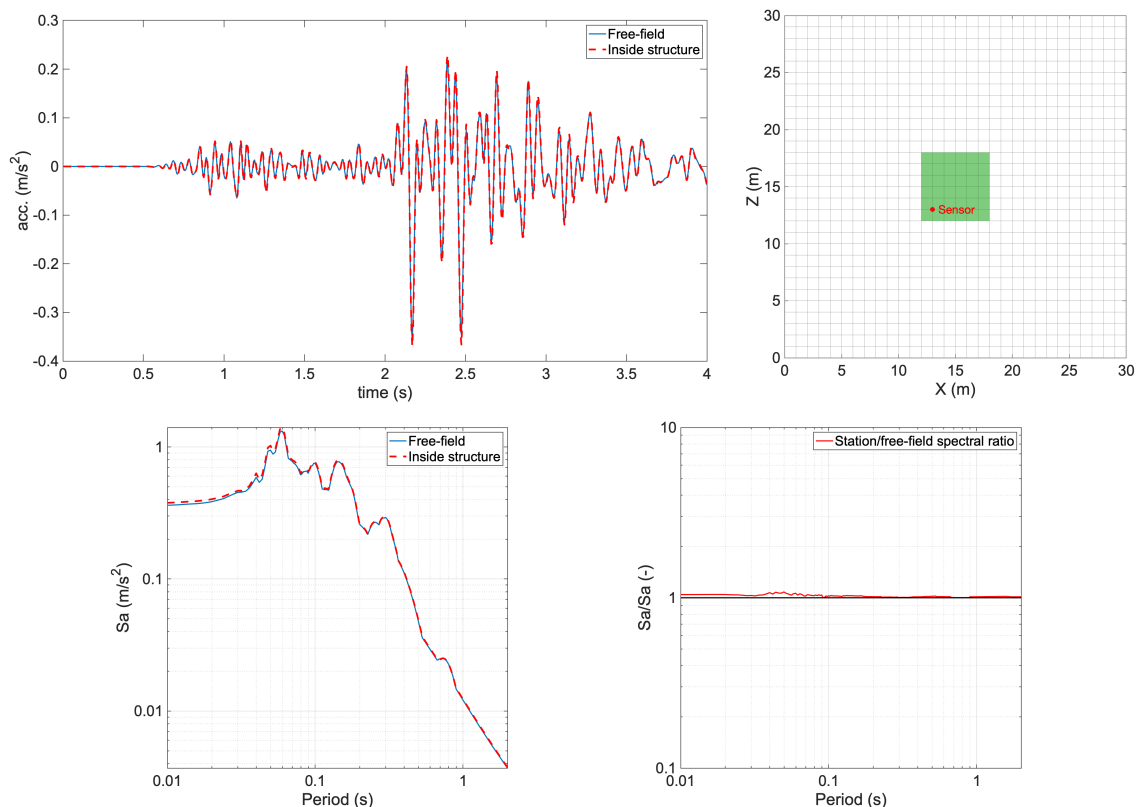 0.3
0.2
0.1
0
-0.1
-0.2
-0.3
-0.4
acc. (m/s2)
0 0.5 1 1.5 2 2.5 3 3.5 4
time (s)
Free-field
Inside structure
30
25
20
15
10
5
0
Z (m)
Sensor
0 5 10 15 20 25 30
X (m)
1
0.1
0.01
Sa (m/s2)
Free-field
Inside structure
0.01 0.1 1
Period (s)
10
1
0.1
Sa/Sa (-)
Station/free-field spectral ratio
0.01 0.1 1
Period (s)